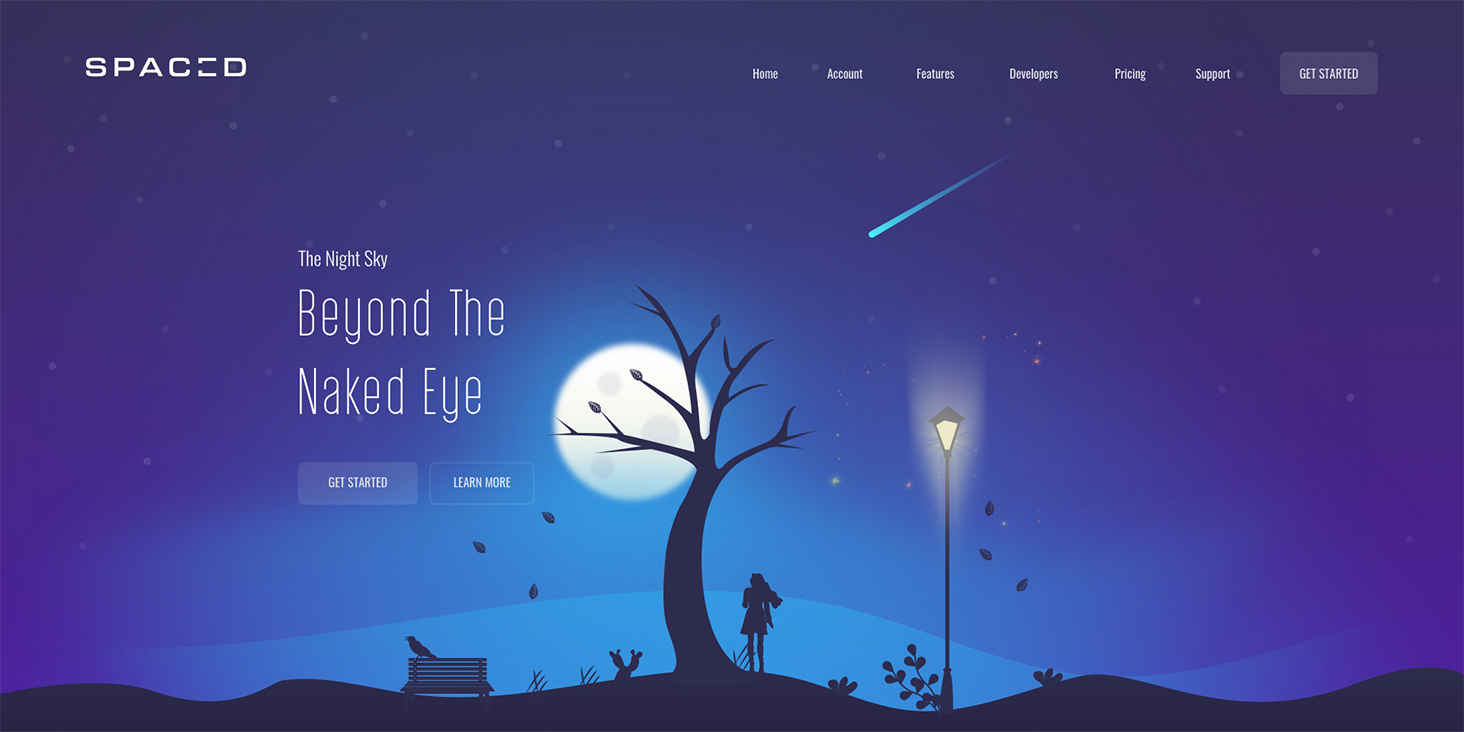 SPACED
Home Account Features Developers Pricing Support GET STARTED
The Night Sky
Beyond The
Naked Eye
GET STARTED LEARN MORE